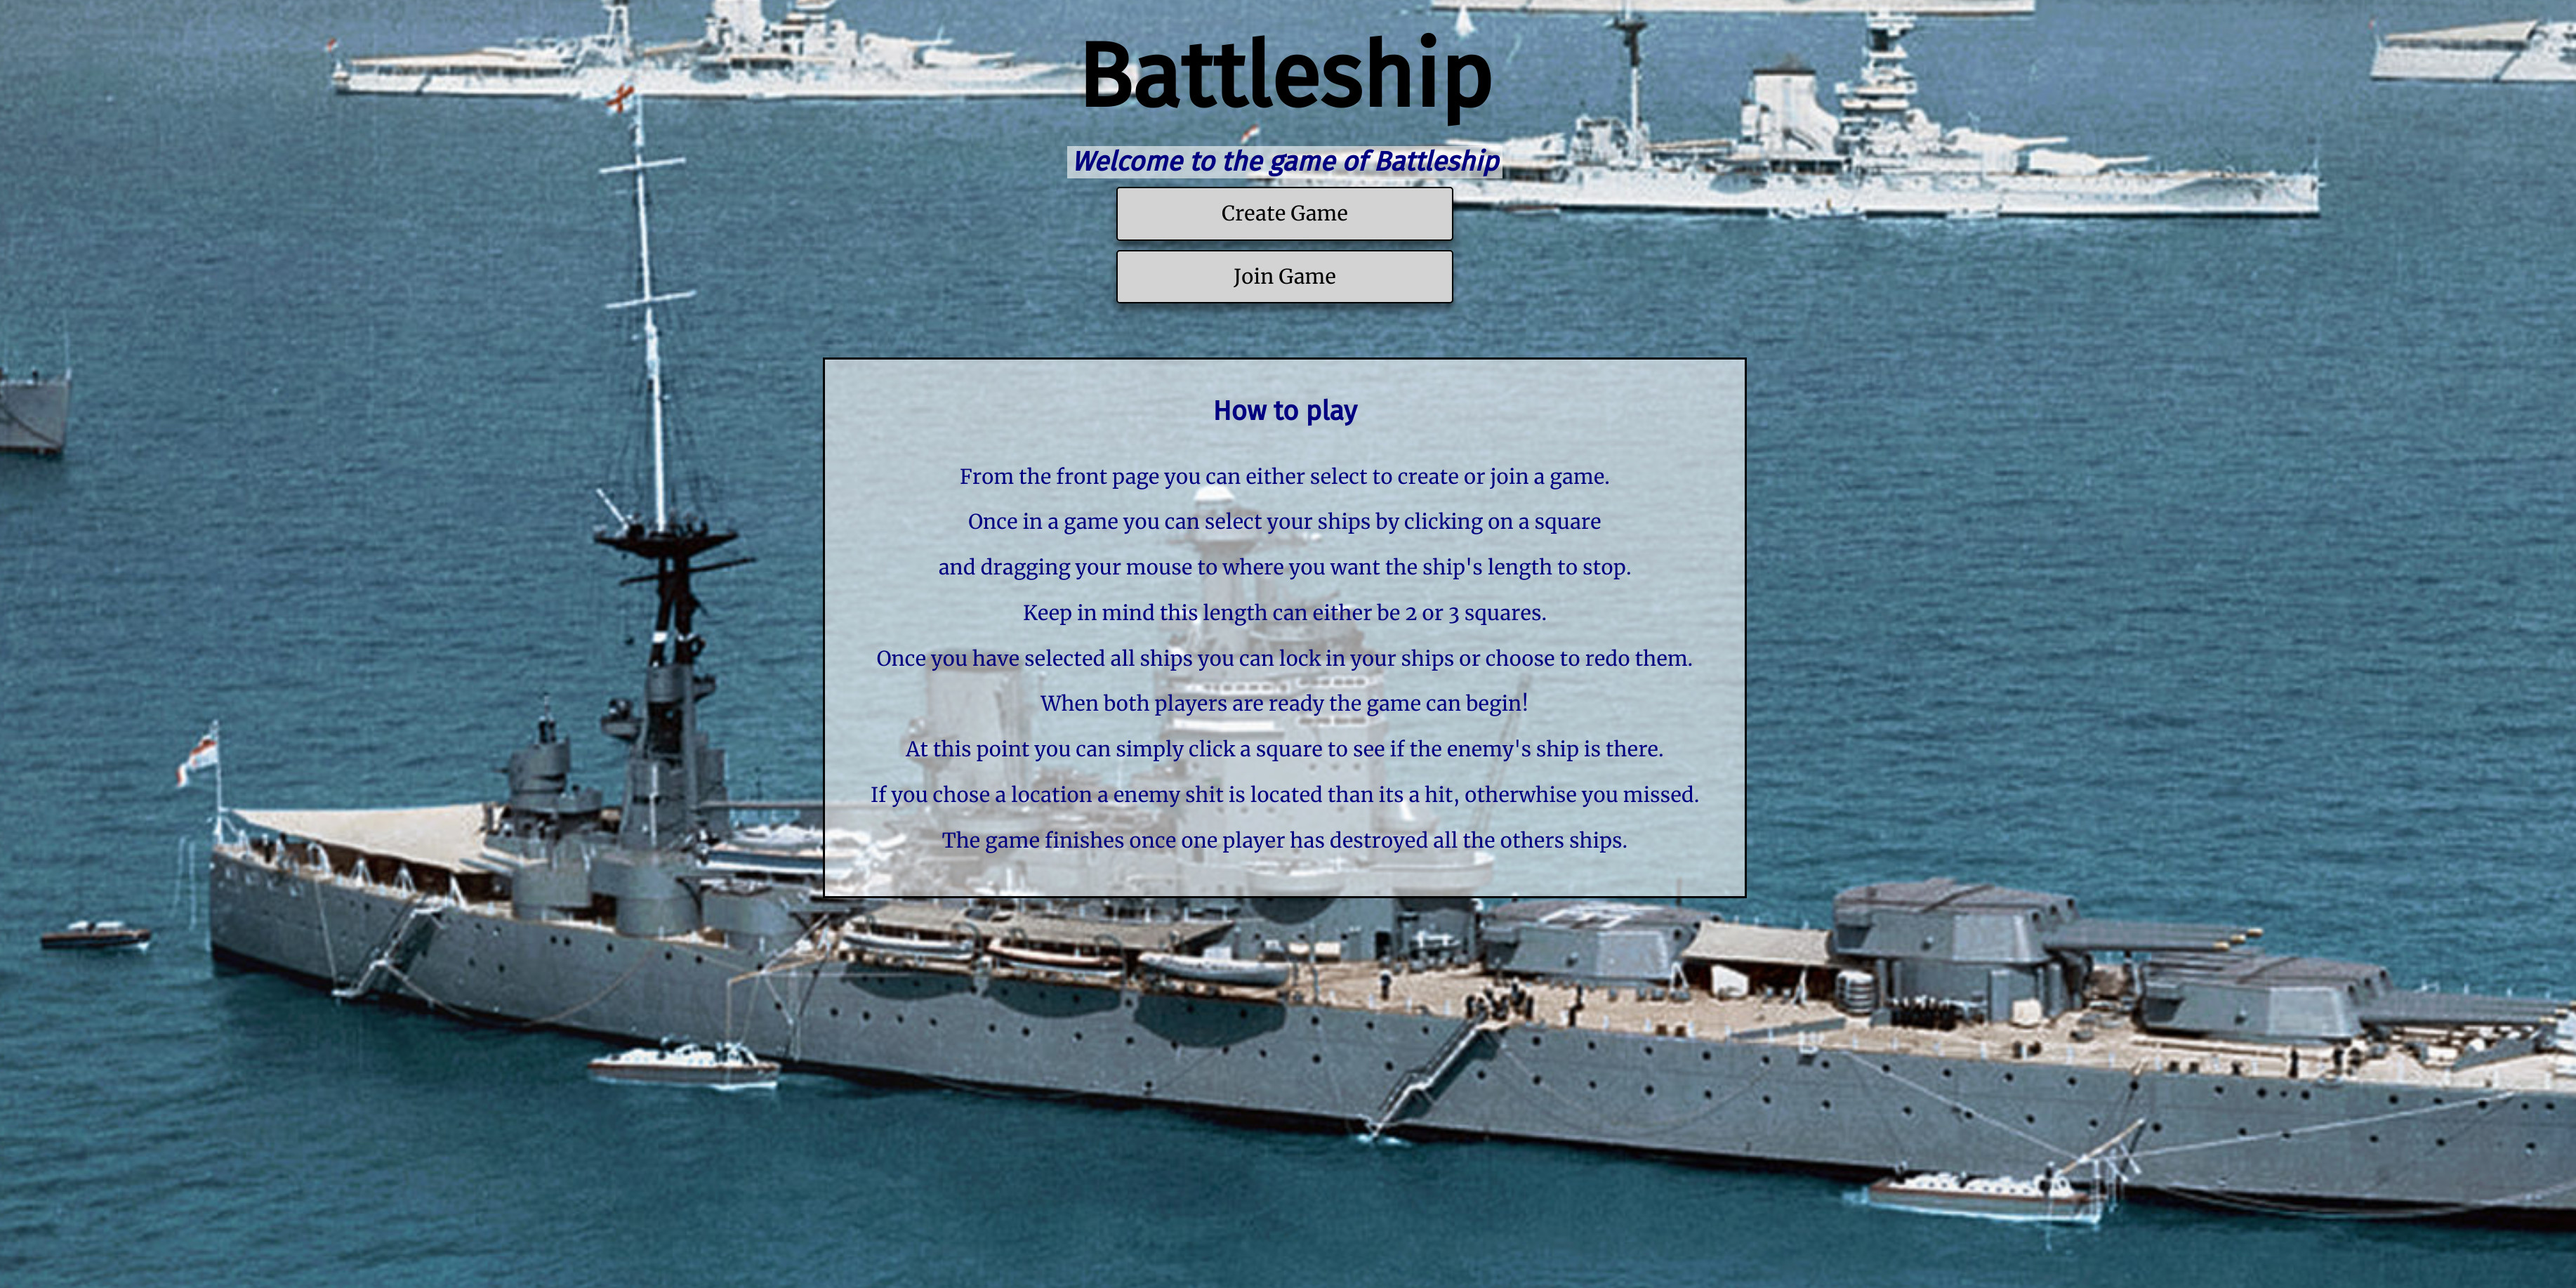 Battleship
Welcome to the game of Battleship
Create Game
Join Game
How to play
From the front page you can either select to create or join a game.
Once in a game you can select your ships by clicking on a square
and dragging your mouse to where you want the ship's length to stop.
Keep in mind this length can either be 2 or 3 squares.
Once you have selected all ships you can lock in your ships or choose to redo them.
When both players are ready the game can begin!
At this point you can simply click a square to see if the enemy's ship is there.
If you chose a location a enemy shit is located than its a hit, otherwhise you missed.
The game finishes once one player has destroyed all the others ships.